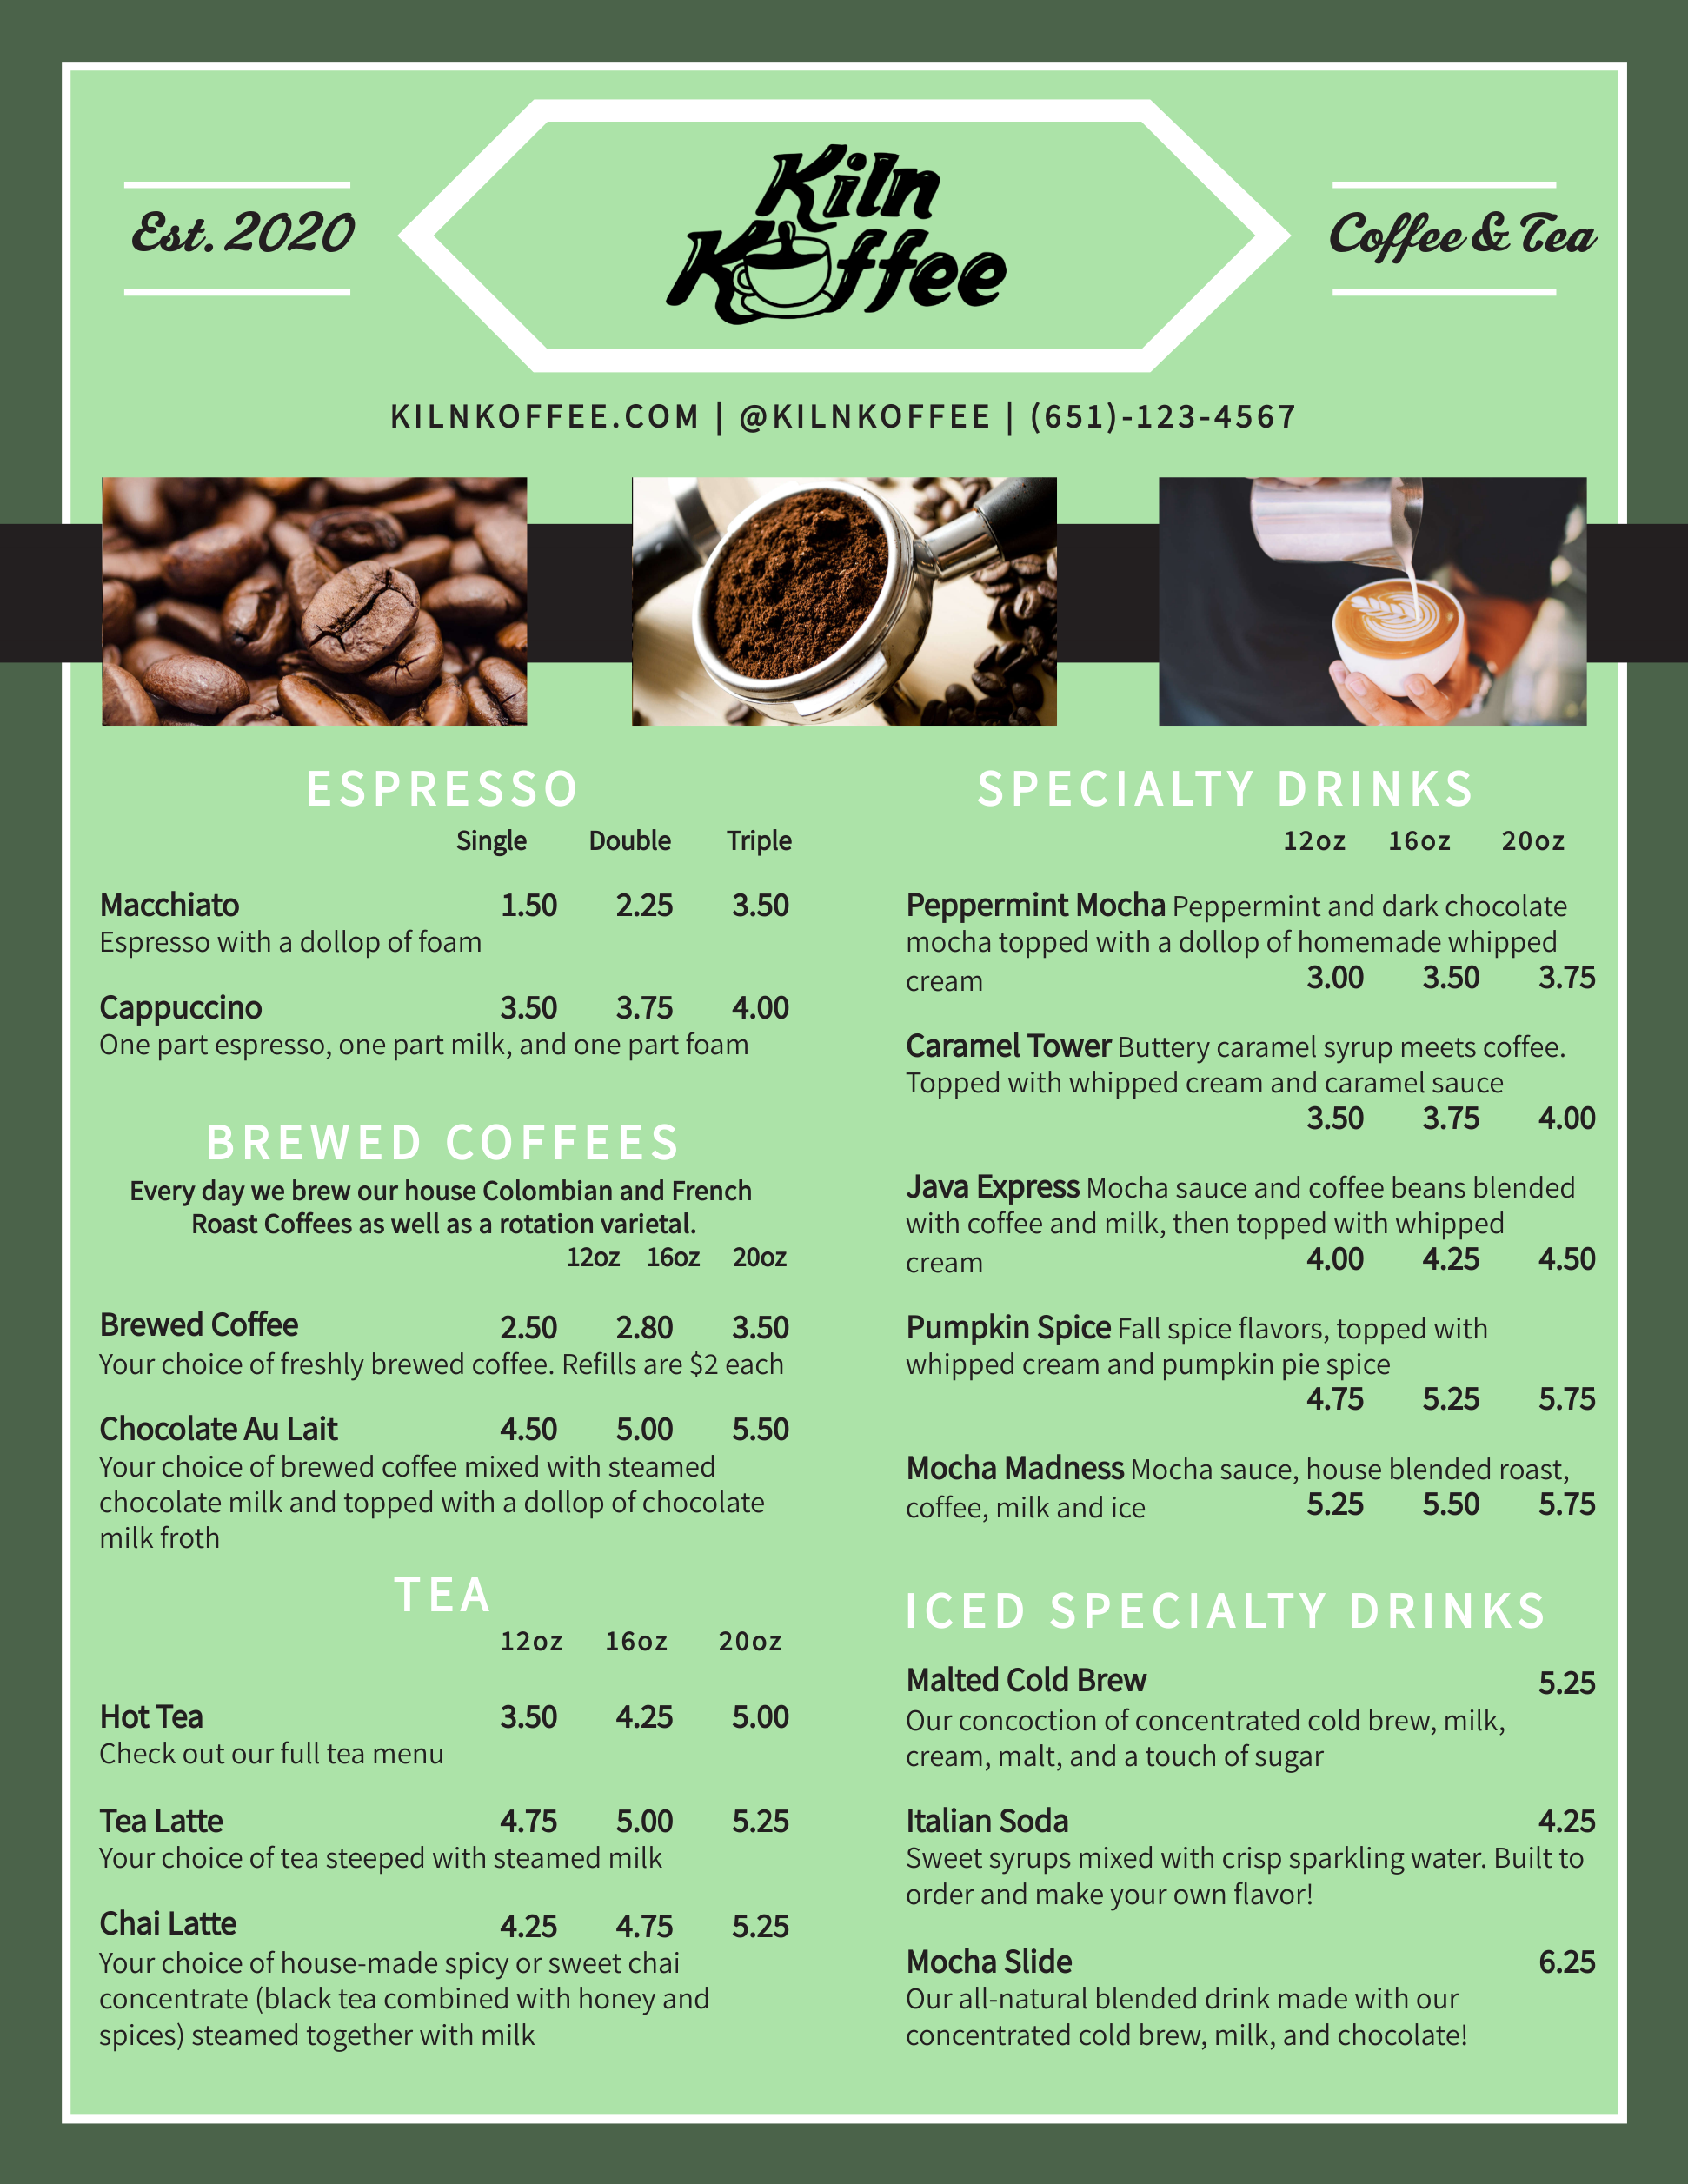 Est. 2020
Kiln
Koffee
Coffee & Tea
KILNKOFFEE.COM | @KILNKOFFEE | (651)-123-4567
ESPRESSO
Single Double Triple
Macchiato 1.50 2.25 3.50
Espresso with a dollop of foam
Cappuccino 3.50 3.75 4.00
One part espresso, one part milk, and one part foam
BREWED COFFEES
Every day we brew our house Colombian and French
Roast Coffees as well as a rotation varietal.
12oz 16oz 20oz
Brewed Coffee 2.50 2.80 3.50
Your choice of freshly brewed coffee. Refills are $2 each
Chocolate Au Lait 4.50 5.00 5.50
Your choice of brewed coffee mixed with steamed
chocolate milk and topped with a dollop of chocolate
milk froth
TEA
12oz 16oz 20oz
Hot Tea 3.50 4.25 5.00
Check out our full tea menu
Tea Latte 4.75 5.00 5.25
Your choice of tea steeped with steamed milk
Chai Latte 4.25 4.75 5.25
Your choice of house-made spicy or sweet chai
concentrate (black tea combined with honey and
spices) steamed together with milk
SPECIALTY DRINKS
12oz 16oz 20oz
Peppermint Mocha Peppermint and dark chocolate
mocha topped with a dollop of homemade whipped
cream 3.00 3.50 3.75
Caramel Tower Buttery caramel syrup meets coffee.
Topped with whipped cream and caramel sauce
3.50 3.75 4.00
Java Express Mocha sauce and coffee beans blended
with coffee and milk, then topped with whipped
cream 4.00 4.25 4.50
Pumpkin Spice Fall spice flavors, topped with
whipped cream and pumpkin pie spice
4.75 5.25 5.75
Mocha Madness Mocha sauce, house blended roast,
coffee, milk and ice 5.25 5.50 5.75
ICED SPECIALTY DRINKS
Malted Cold Brew 5.25
Our concoction of concentrated cold brew, milk,
cream, malt, and a touch of sugar
Italian Soda 4.25
Sweet syrups mixed with crisp sparkling water. Built to
order and make your own flavor!
Mocha Slide 6.25
Our all-natural blended drink made with our
concentrated cold brew, milk, and chocolate!